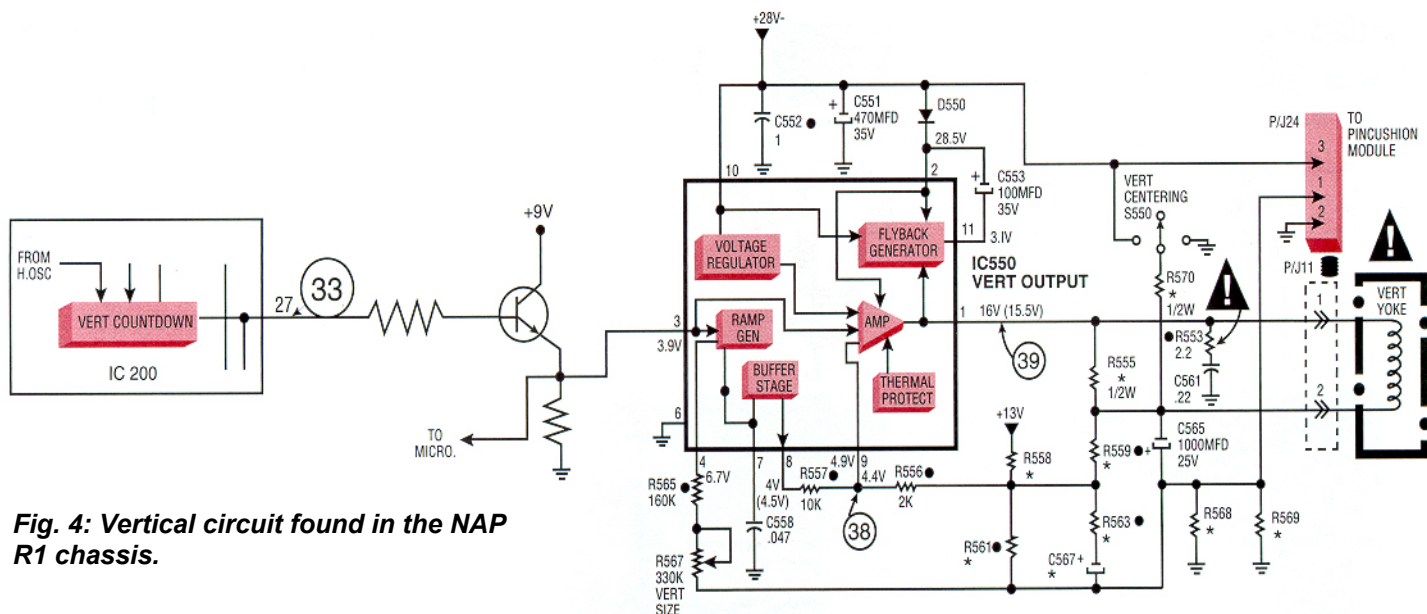 +28V-
C552
1
+
C551
470MFD
35V
D550
28.5V
P/J24
TO
PINCUSHION
MODULE
3
1
2
10
2
+
C553
100MFD
35V
VERT
CENTERING
S550
+9V
FROM
H.OSC
VERT COUNTDOWN
27
33
IC 200
VOLTAGE
REGULATOR
FLYBACK
GENERATOR
11
3.1V
IC550
VERT OUTPUT
P/J11
!
R570
*
1/2W
!
3
3.9V
RAMP
GEN
AMP
1
16V (15.5V)
39
R553
2.2
C561
.22
1
VERT
YOKE
2
BUFFER
STAGE
THERMAL
PROTECT
R555
*
1/2W
6
TO
MICRO.
+13V
R558
*
R559
*
+
C565
1000MFD
25V
4
6.7V
7
8
4V
(4.5V)
4.9V
9
4.4V
R557
10K
R556
2K
R565
160K
C558
.047
38
R561
*
R563
*
C567
+
*
R568
*
R569
*
R567
330K
VERT
SIZE
Fig. 4: Vertical circuit found in the NAP
R1 chassis.